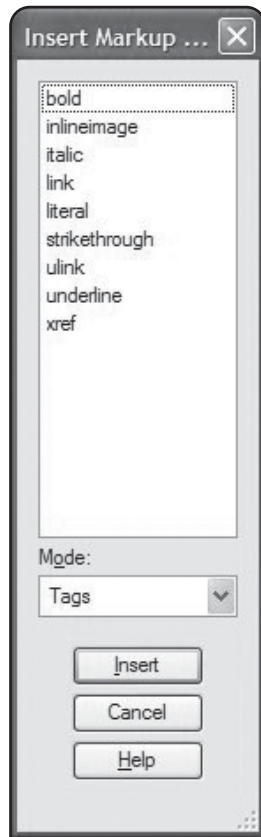 Insert Markup ...
bold
inlineimage
italic
link
literal
strikethrough
ulink
underline
xref
Mode:
Tags
Insert
Cancel
Help